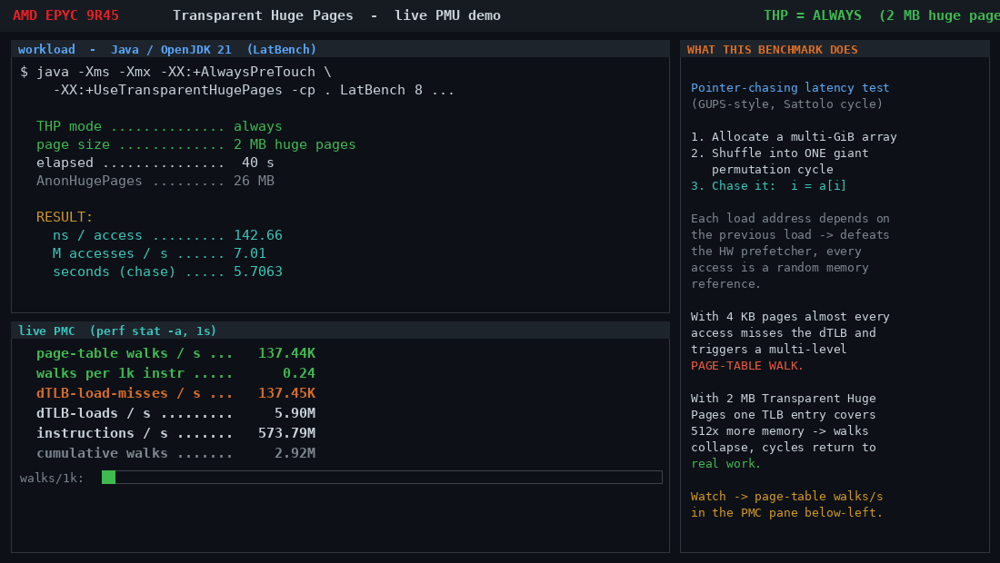 AMD EPYC 9R45 Transparent Huge Pages - live PMU demo THP = ALWAYS (2 MB huge page
workload - Java / OpenJDK 21 (LatBench)
$ java -Xms -Xmx -XX:+AlwaysPreTouch \
-XX:+UseTransparentHugePages -cp . LatBench 8 ...
THP mode .............. always
page size ............. 2 MB huge pages
elapsed ............... 40 s
AnonHugePages ......... 26 MB
RESULT:
ns / access ......... 142.66
M accesses / s ...... 7.01
seconds (chase) ..... 5.7063
live PMC (perf stat -a, 1s)
page-table walks / s ... 137.44K
walks per 1k instr ..... 0.24
dTLB-load-misses / s ... 137.45K
dTLB-loads / s ......... 5.90M
instructions / s ....... 573.79M
cumulative walks ....... 2.92M
walks/1k:
WHAT THIS BENCHMARK DOES
Pointer-chasing latency test
(GUPS-style, Sattolo cycle)
1. Allocate a multi-GiB array
2. Shuffle into ONE giant
permutation cycle
3. Chase it: i = a[i]
Each load address depends on
the previous load -> defeats
the HW prefetcher, every
access is a random memory
reference.
With 4 KB pages almost every
access misses the dTLB and
triggers a multi-level
PAGE-TABLE WALK.
With 2 MB Transparent Huge
Pages one TLB entry covers
512x more memory -> walks
collapse, cycles return to
real work.
Watch -> page-table walks/s
in the PMC pane below-left.